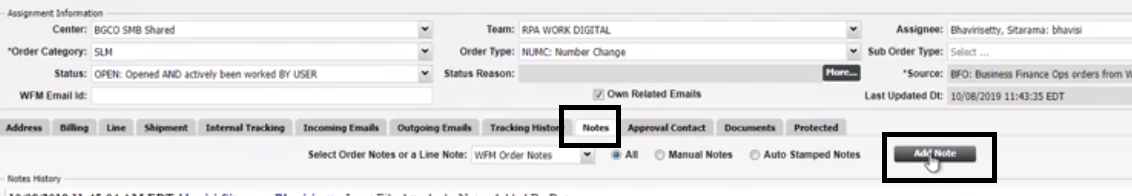 Assignment Information
Center: BGCO SMB Shared Team: RPA WORK DIGITAL Assignee: Bhavirisetty, Sitarama: bhavisi
*Order Category: SLM Order Type: NUMC: Number Change Sub Order Type: Select ...
Status: OPEN: Opened AND actively been worked BY USER Status Reason: More... *Source: BFO: Business Finance Ops orders from W
WFM Email Id: Own Related Emails Last Updated Dt: 10/08/2019 11:43:35 EDT
Address Billing Line Shipment Internal Tracking Incoming Emails Outgoing Emails Tracking History Notes Approval Contact Documents Protected
Select Order Notes or a Line Note: WFM Order Notes All Manual Notes Auto Stamped Notes Add Note
Notes History